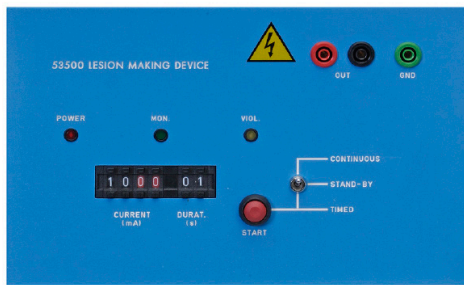 53500 LESION MAKING DEVICE
OUT
GND
POWER
MON.
VIOL.
CONTINUOUS
1000 01
STAND-BY
CURRENT
(mA)
DURAT.
(s)
TIMED
START